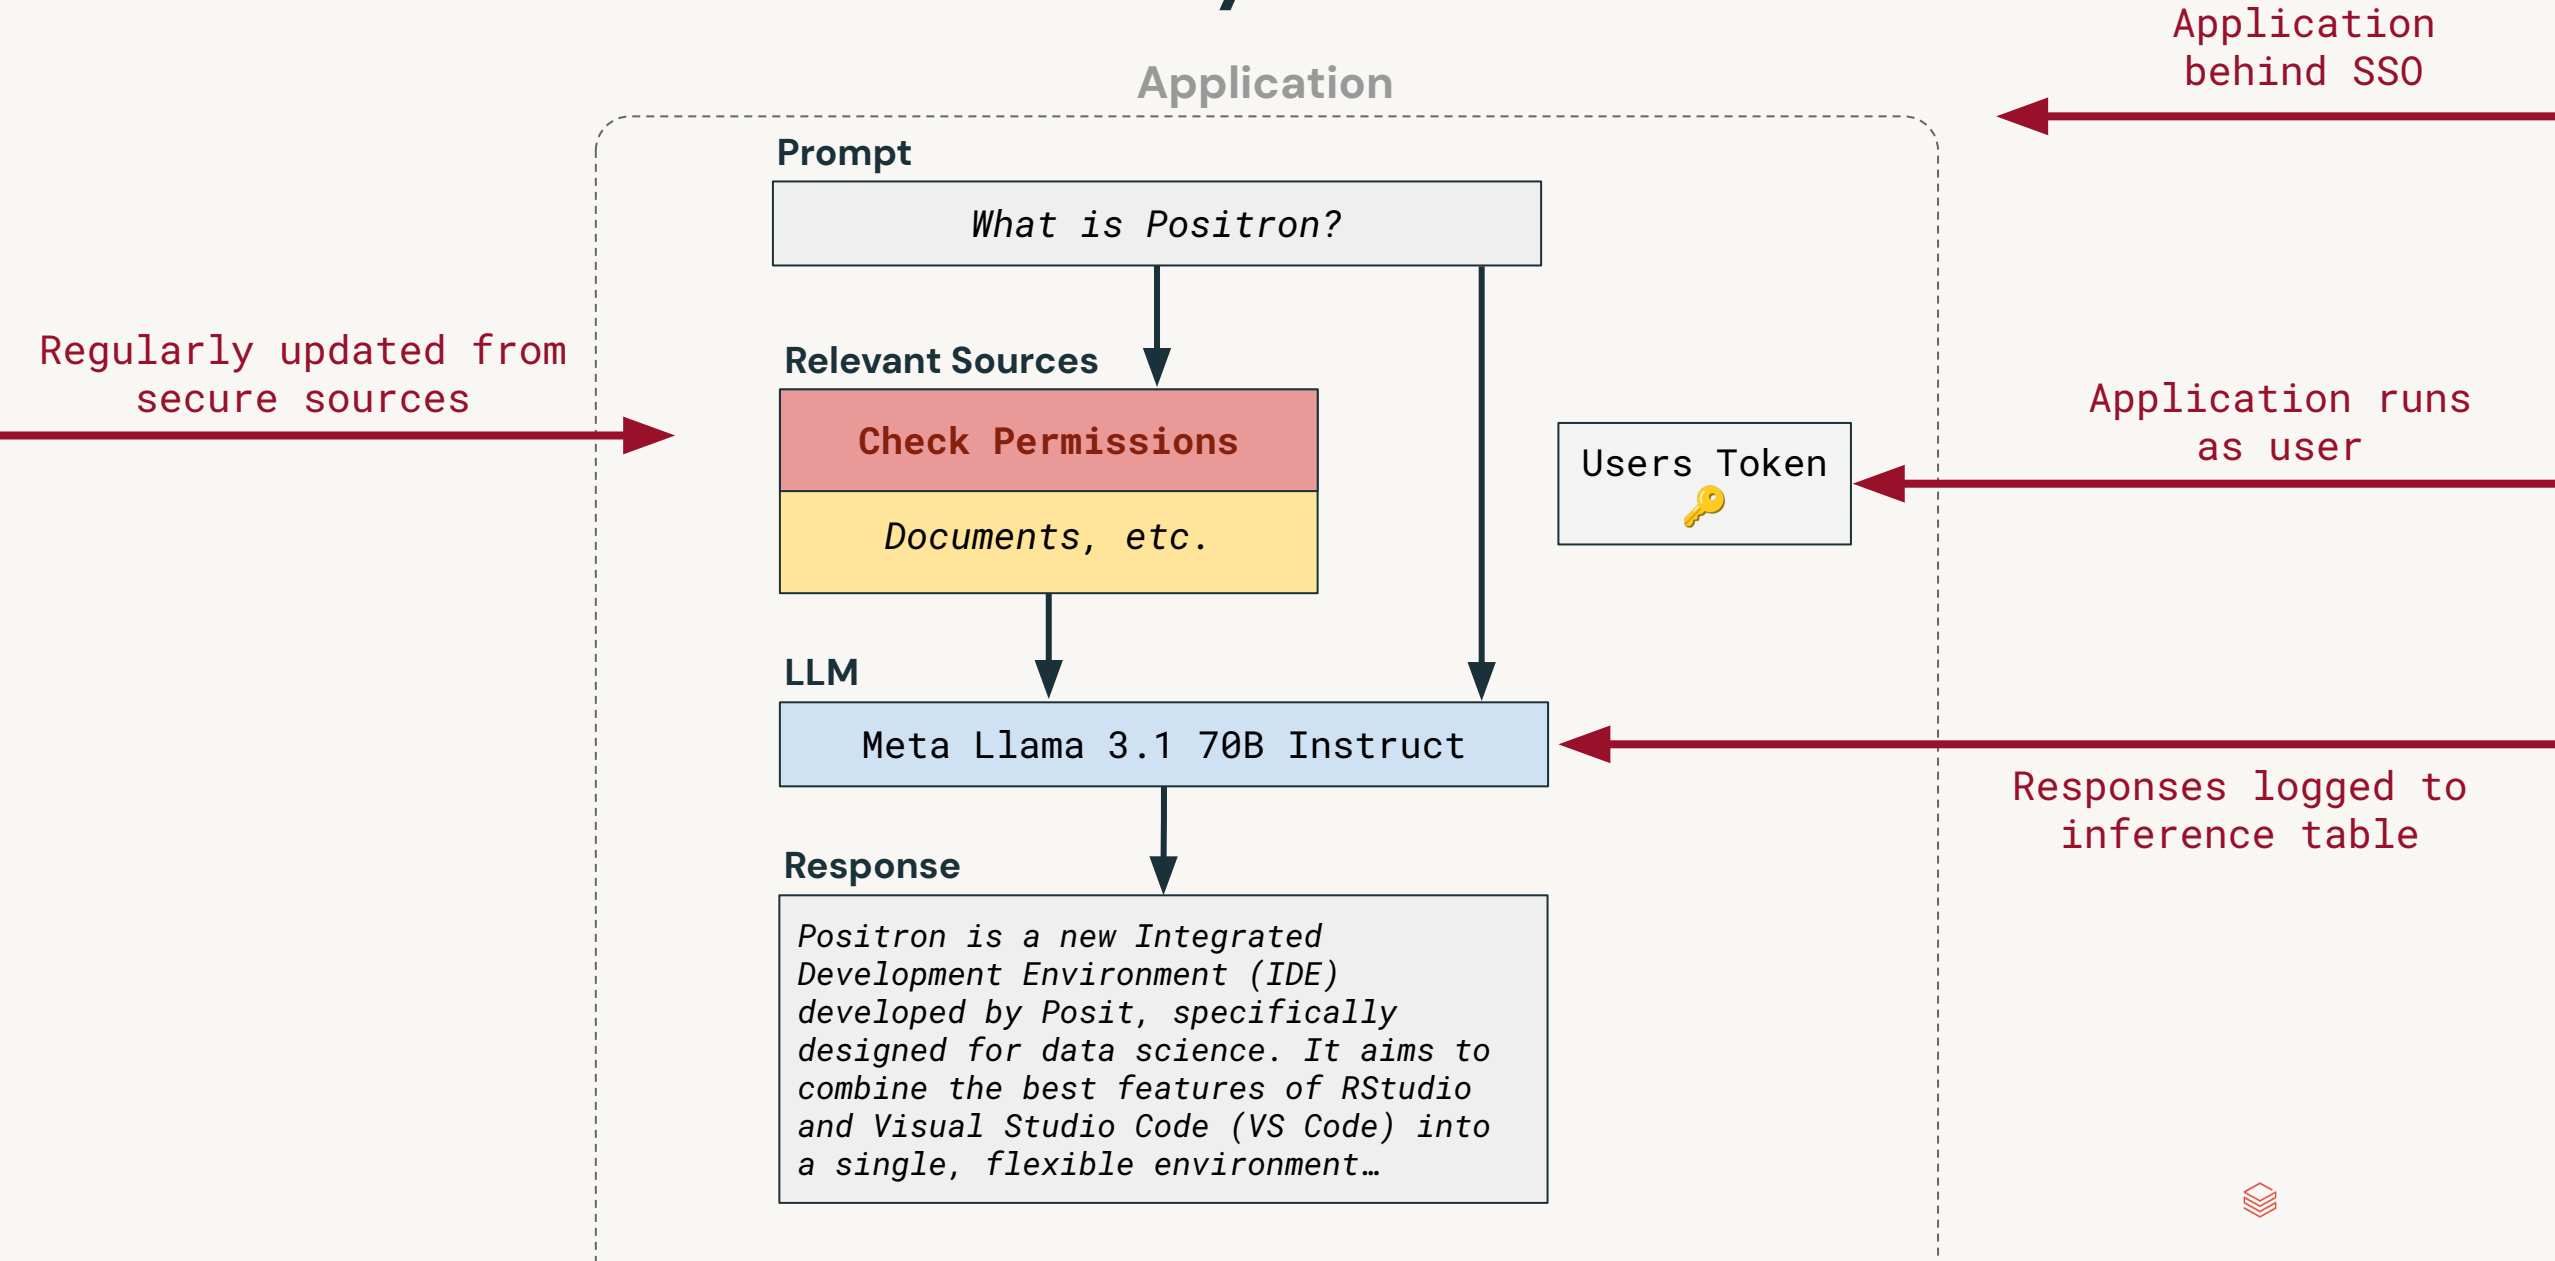 Application
behind SSO
Application
Prompt
What is Positron?
Regularly updated from
secure sources
Relevant Sources
Check Permissions
Documents, etc.
Users Token
Application runs
as user
LLM
Meta Llama 3.1 70B Instruct
Responses logged to
inference table
Response
Positron is a new Integrated
Development Environment (IDE)
developed by Posit, specifically
designed for data science. It aims to
combine the best features of RStudio
and Visual Studio Code (VS Code) into
a single, flexible environment…